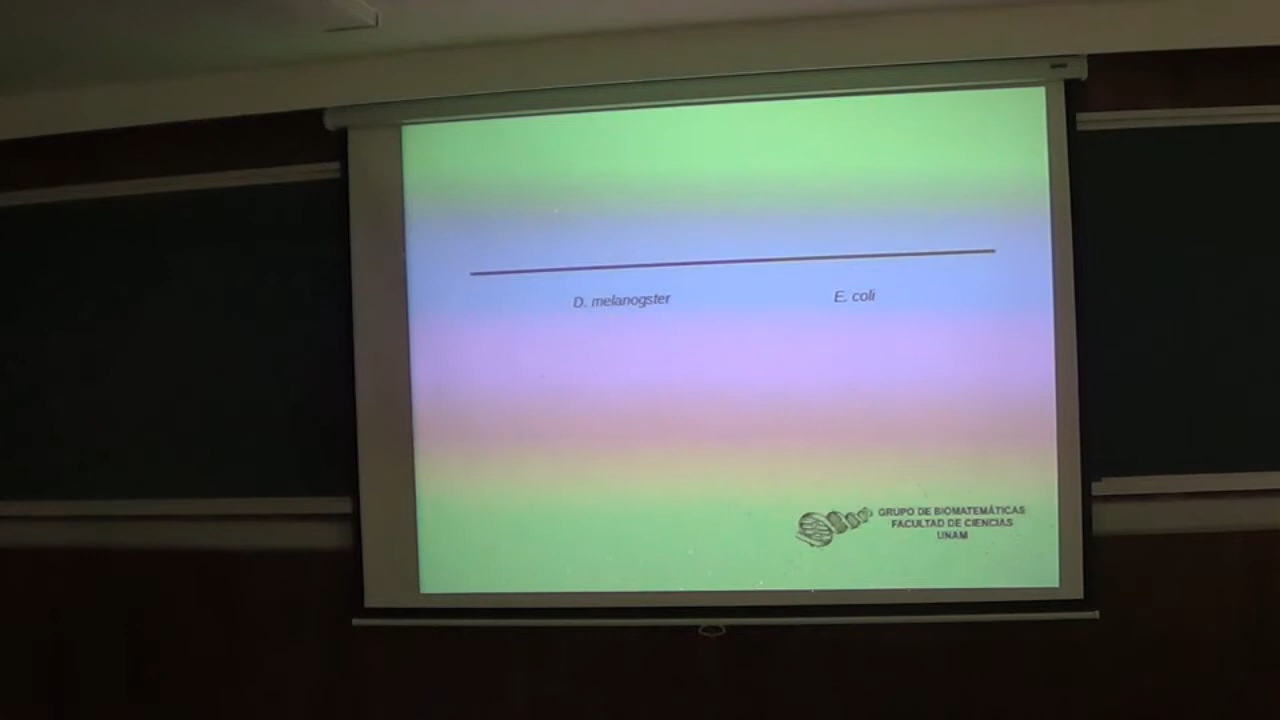 D. melanogster
E. coli
GRUPO DE BIOMATEMÁTICAS
FACULTAD DE CIENCIAS
UNAM